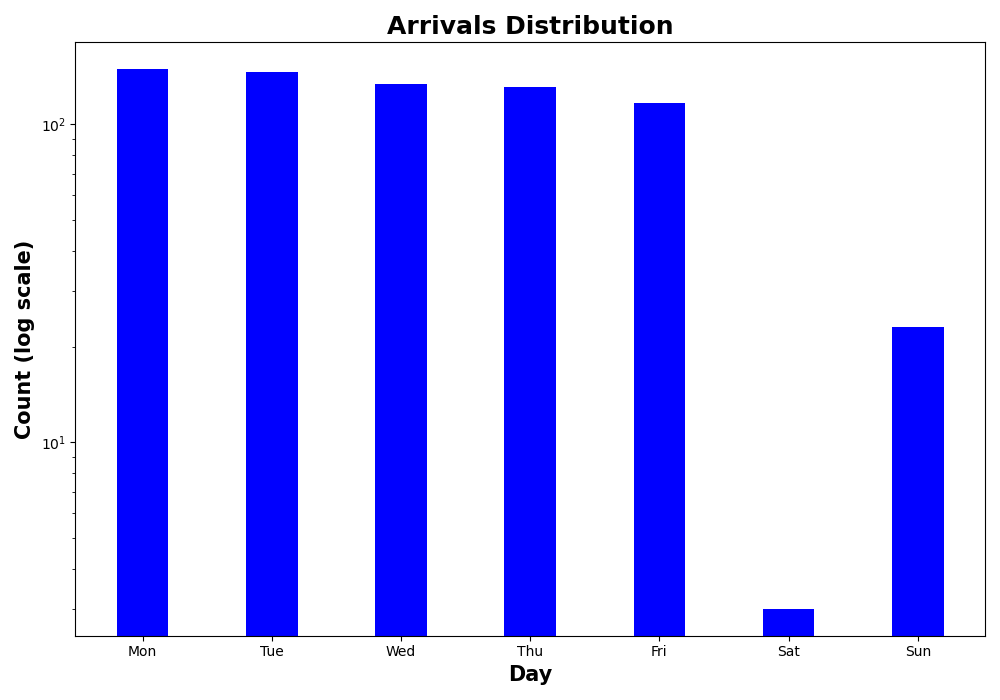 Arrivals Distribution
Count (log scale)
10²
10¹
Mon Tue Wed Thu Fri Sat Sun
Day